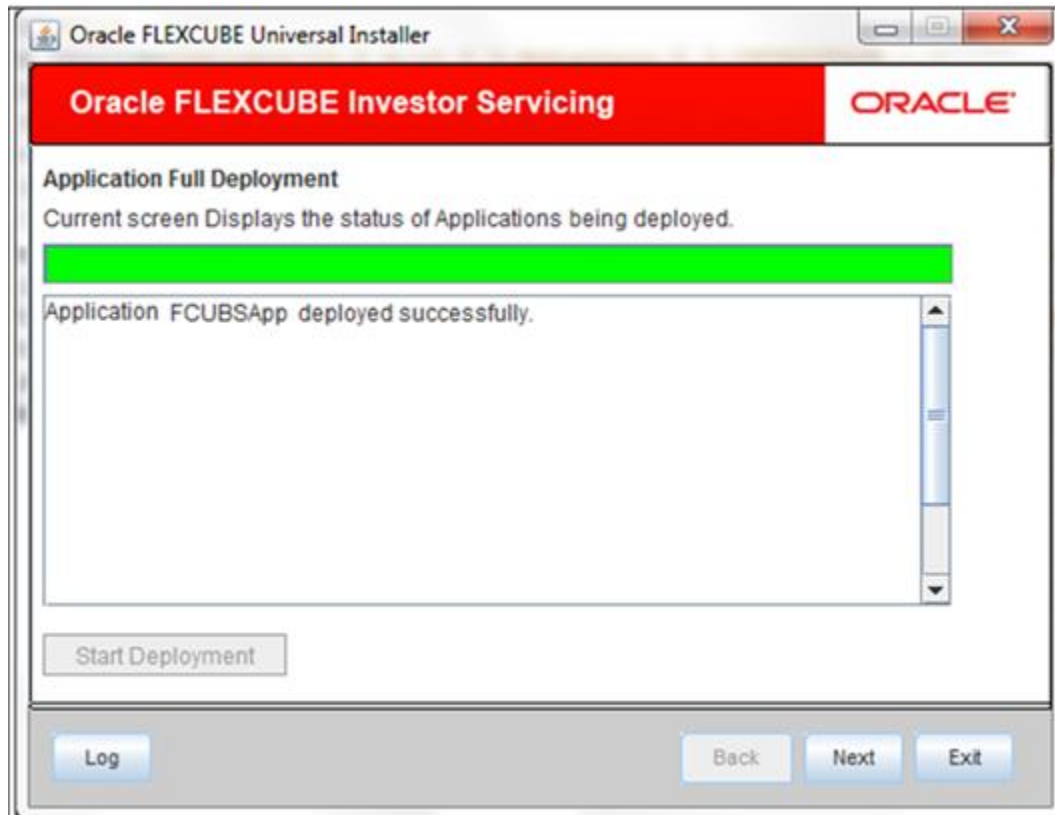 Oracle FLEXCUBE Universal Installer
Oracle FLEXCUBE Investor Servicing
ORACLE
Application Full Deployment
Current screen Displays the status of Applications being deployed.
Application FCUBSApp deployed successfully.
Start Deployment
Log
Back
Next
Exit